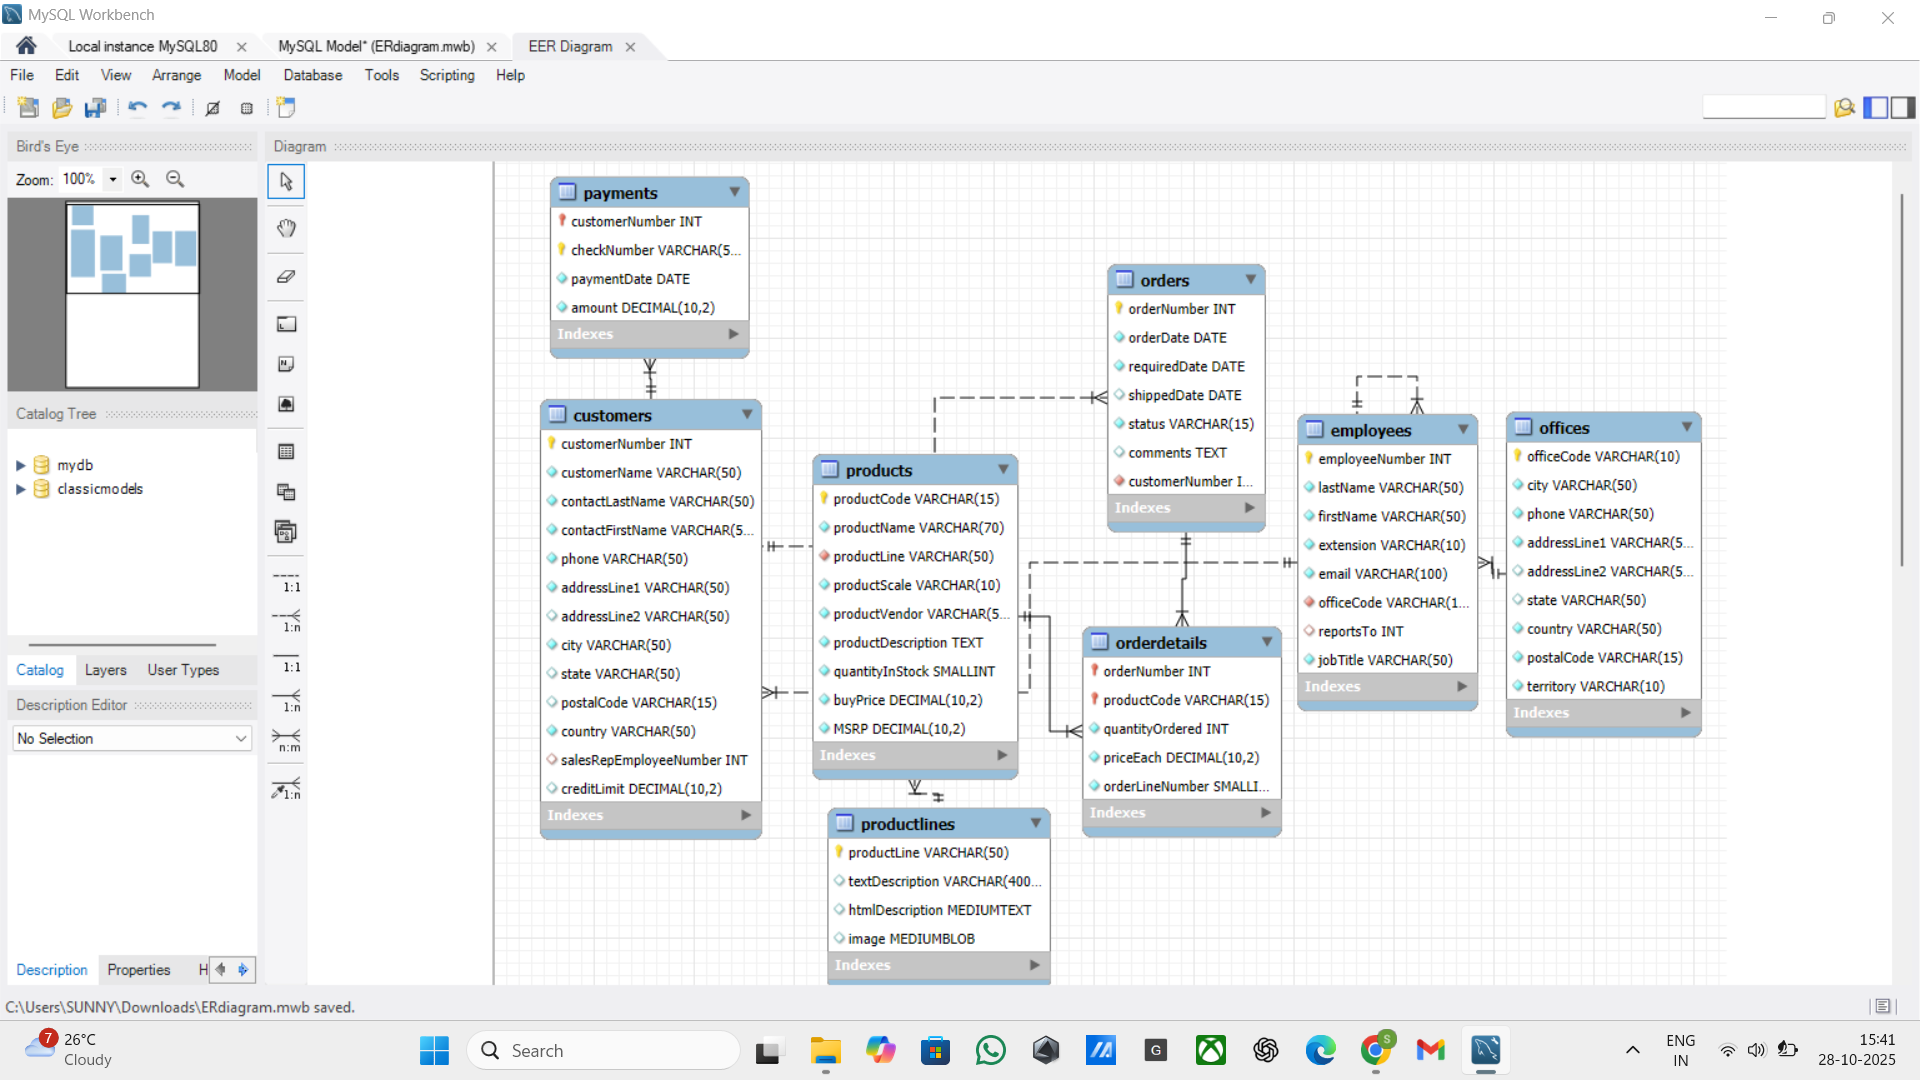 MySQL Workbench
Local instance MySQL80
MySQL Model* (ERdiagram.mwb)
EER Diagram
File Edit View Arrange Model Database Tools Scripting Help
Bird's Eye
Zoom: 100%
Catalog Tree
mydb
classicmodels
Catalog Layers User Types
Description Editor
No Selection
Description Properties H
Diagram
1:1
1:n
1:1
1:n
n:m
1:n
payments
customerNumber INT
checkNumber VARCHAR(5...
paymentDate DATE
amount DECIMAL(10,2)
Indexes
customers
customerNumber INT
customerName VARCHAR(50)
contactLastName VARCHAR(50)
contactFirstName VARCHAR(5...
phone VARCHAR(50)
addressLine1 VARCHAR(50)
addressLine2 VARCHAR(50)
city VARCHAR(50)
state VARCHAR(50)
postalCode VARCHAR(15)
country VARCHAR(50)
salesRepEmployeeNumber INT
creditLimit DECIMAL(10,2)
Indexes
products
productCode VARCHAR(15)
productName VARCHAR(70)
productLine VARCHAR(50)
productScale VARCHAR(10)
productVendor VARCHAR(5...
productDescription TEXT
quantityInStock SMALLINT
buyPrice DECIMAL(10,2)
MSRP DECIMAL(10,2)
Indexes
productlines
productLine VARCHAR(50)
textDescription VARCHAR(400...
htmlDescription MEDIUMTEXT
image MEDIUMBLOB
Indexes
orders
orderNumber INT
orderDate DATE
requiredDate DATE
shippedDate DATE
status VARCHAR(15)
comments TEXT
customerNumber I...
Indexes
orderdetails
orderNumber INT
productCode VARCHAR(15)
quantityOrdered INT
priceEach DECIMAL(10,2)
orderLineNumber SMALLI...
Indexes
employees
employeeNumber INT
lastName VARCHAR(50)
firstName VARCHAR(50)
extension VARCHAR(10)
email VARCHAR(100)
officeCode VARCHAR(1...
reportsTo INT
jobTitle VARCHAR(50)
Indexes
offices
officeCode VARCHAR(10)
city VARCHAR(50)
phone VARCHAR(50)
addressLine1 VARCHAR(5...
addressLine2 VARCHAR(5...
state VARCHAR(50)
country VARCHAR(50)
postalCode VARCHAR(15)
territory VARCHAR(10)
Indexes
C:\Users\SUNNY\Downloads\ERdiagram.mwb saved.
7
26°C
Cloudy
Search
G
S
ENG
IN
15:41
28-10-2025